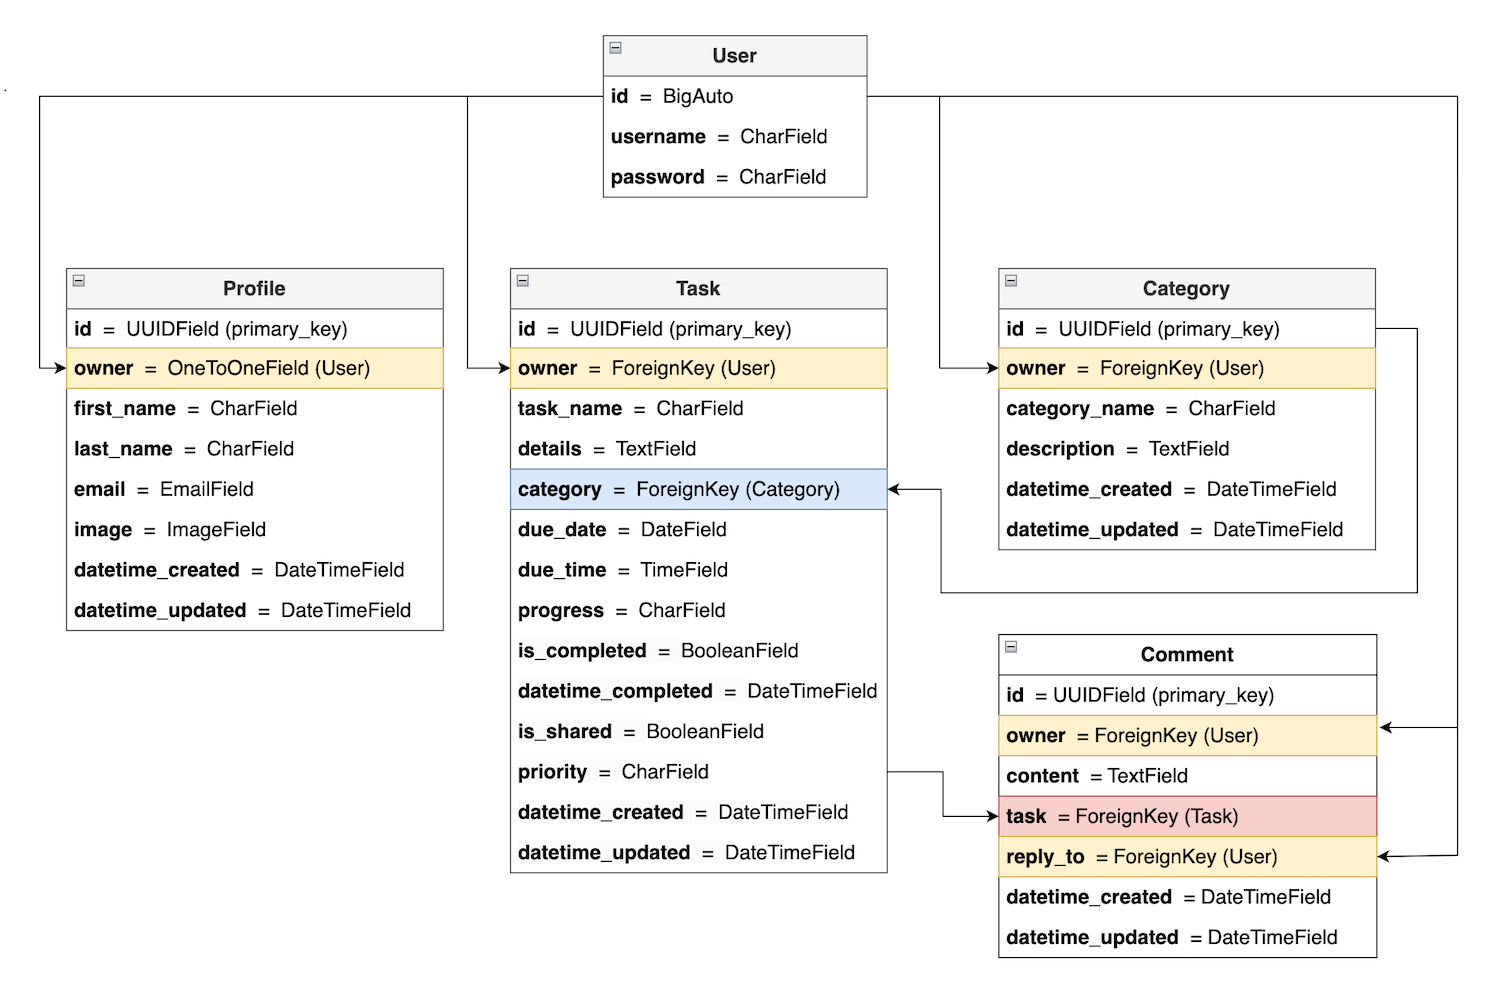 User
id = BigAuto
username = CharField
password = CharField
Profile
id = UUIDField (primary_key)
owner = OneToOneField (User)
first_name = CharField
last_name = CharField
email = EmailField
image = ImageField
datetime_created = DateTimeField
datetime_updated = DateTimeField
Task
id = UUIDField (primary_key)
owner = ForeignKey (User)
task_name = CharField
details = TextField
category = ForeignKey (Category)
due_date = DateField
due_time = TimeField
progress = CharField
is_completed = BooleanField
datetime_completed = DateTimeField
is_shared = BooleanField
priority = CharField
datetime_created = DateTimeField
datetime_updated = DateTimeField
Category
id = UUIDField (primary_key)
owner = ForeignKey (User)
category_name = CharField
description = TextField
datetime_created = DateTimeField
datetime_updated = DateTimeField
Comment
id = UUIDField (primary_key)
owner = ForeignKey (User)
content = TextField
task = ForeignKey (Task)
reply_to = ForeignKey (User)
datetime_created = DateTimeField
datetime_updated = DateTimeField